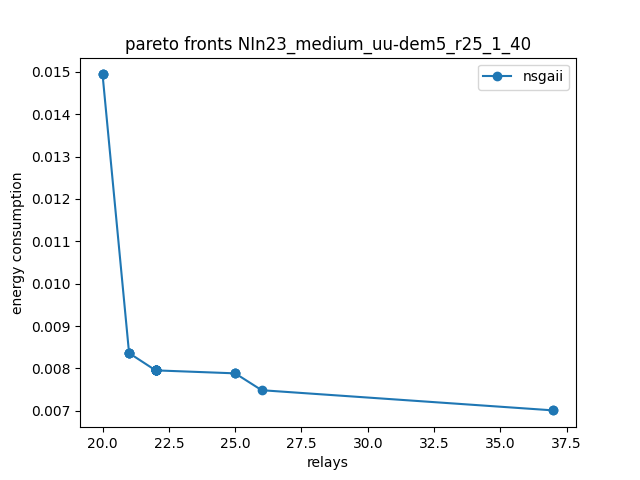 pareto fronts NIn23_medium_uu-dem5_r25_1_40
nsgaii
0.015
0.014
0.013
0.012
0.011
0.010
0.009
0.008
0.007
energy consumption
20.0 22.5 25.0 27.5 30.0 32.5 35.0 37.5
relays